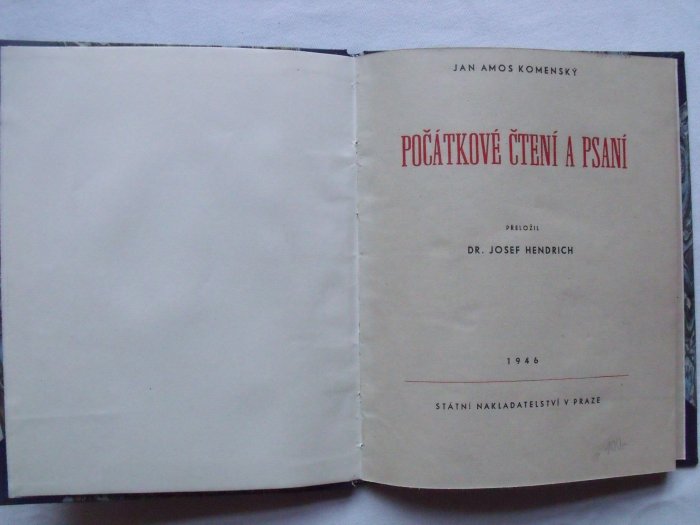 JAN AMOS KOMENSKÝ
POČÁTKOVÉ ČTENÍ A PSANÍ
PŘELOŽIL
DR. JOSEF HENDRICH
1946
STÁTNÍ NAKLADATELSTVÍ V PRAZE